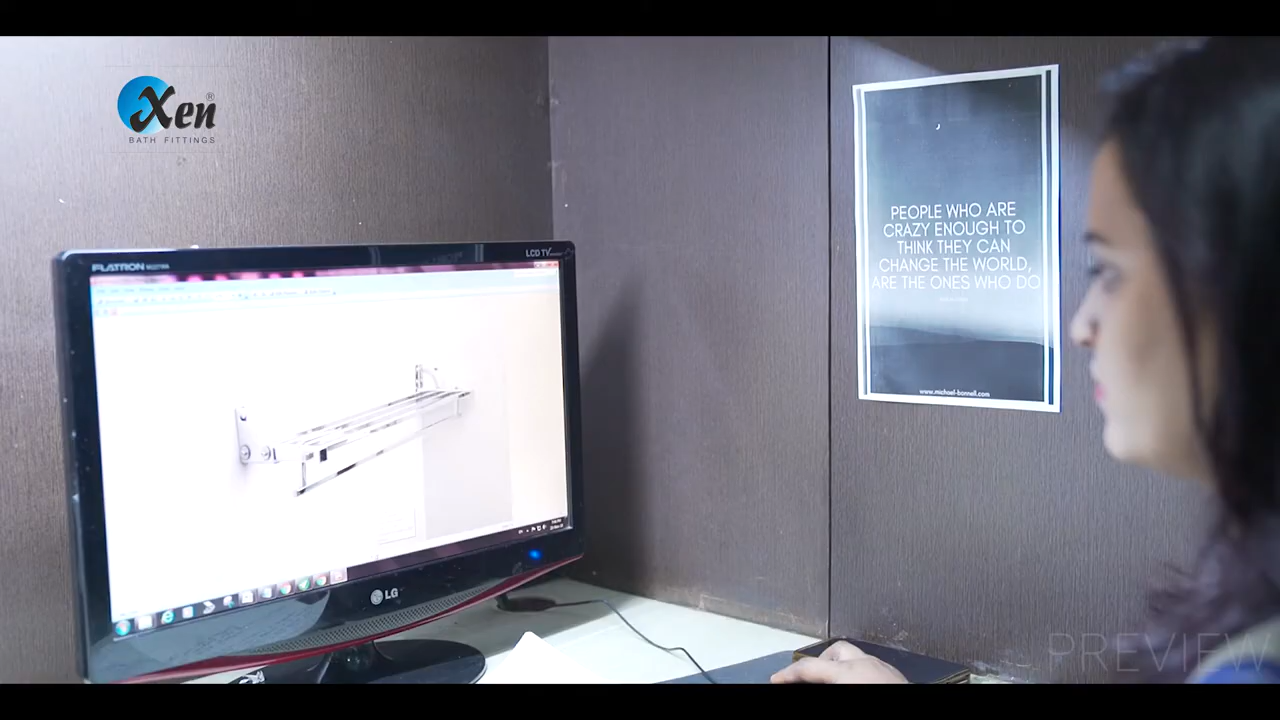 Xen®
BATH FITTINGS
PEOPLE WHO ARE
CRAZY ENOUGH TO
THINK THEY CAN
CHANGE THE WORLD,
ARE THE ONES WHO DO
www.michael-bonnell.com
FLATRON
LCD TV
LG
PREVIEW